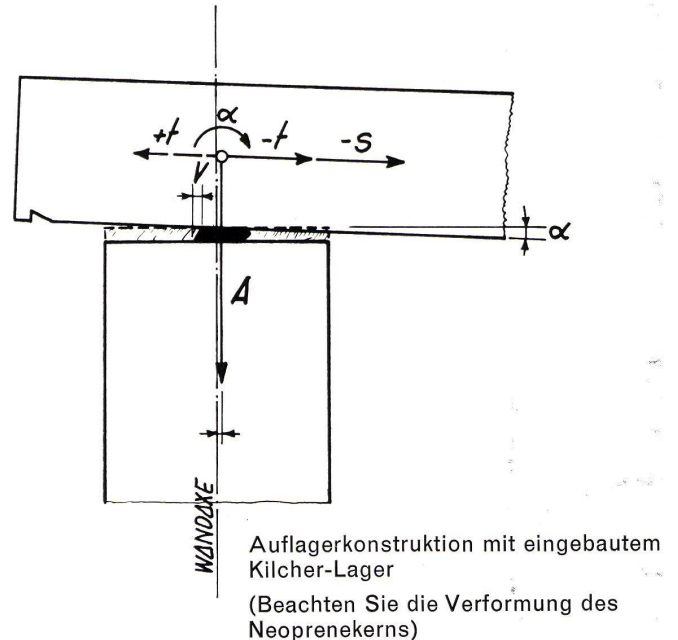 α
+t
-t
-s
V
α
A
WANDAXE
Auflagerkonstruktion mit eingebautem
Kilcher-Lager
(Beachten Sie die Verformung des
Neoprenekerns)